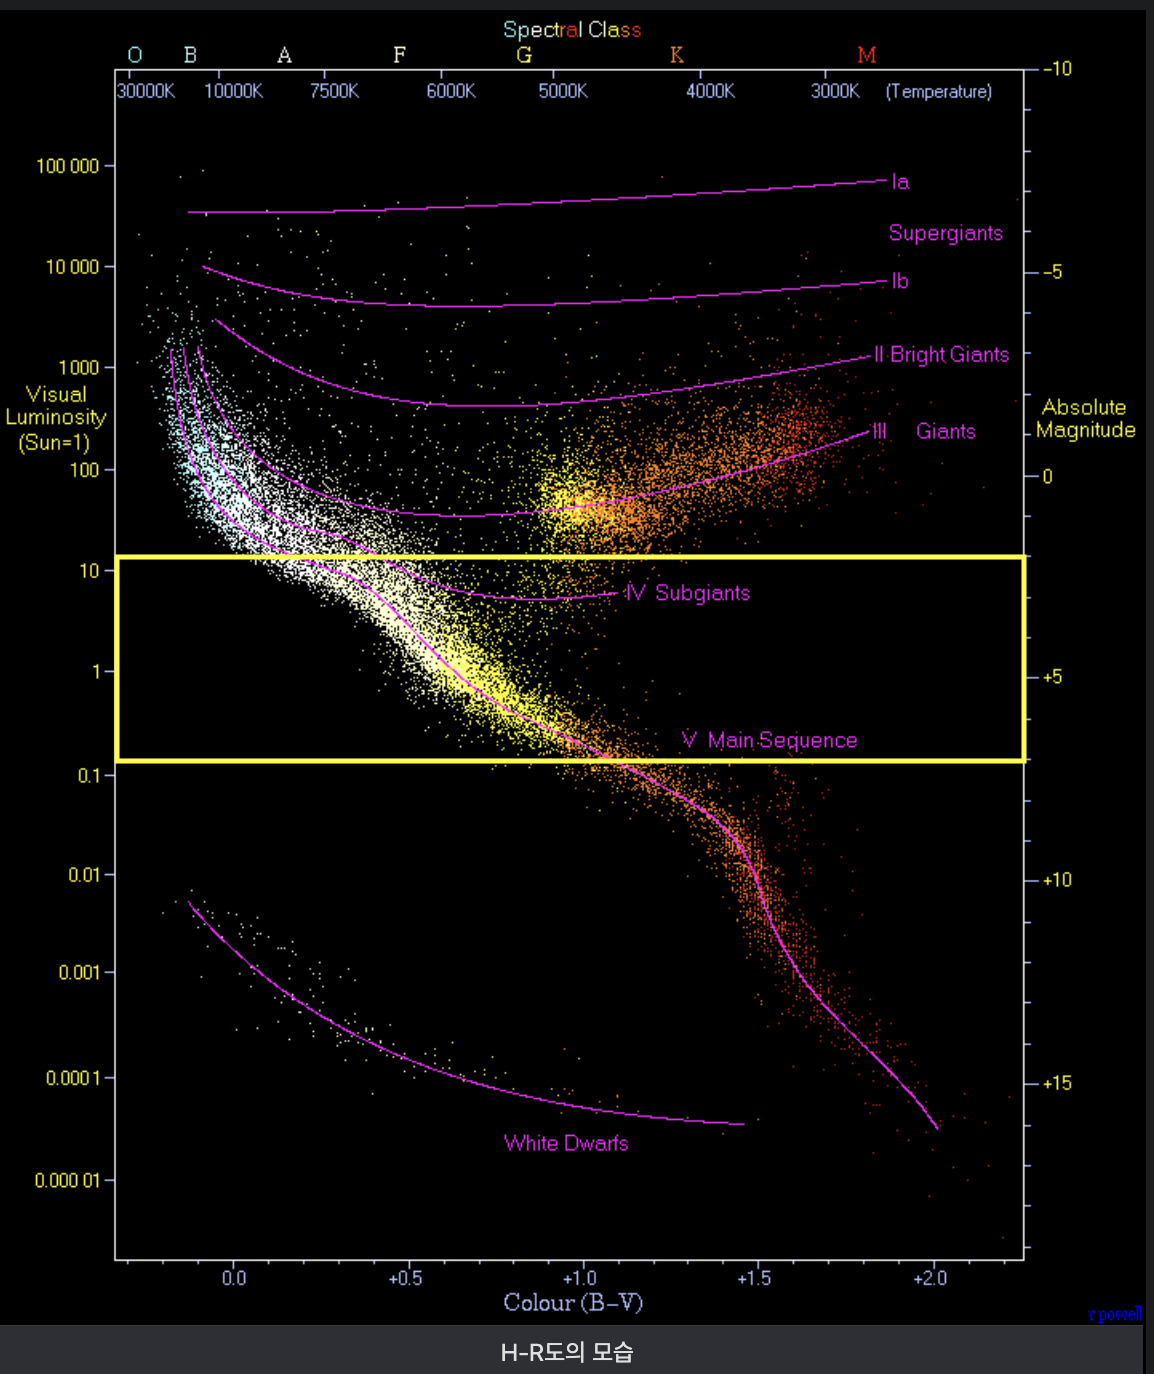 Spectral Class
O B A F G K M
30000K 10000K 7500K 6000K 5000K 4000K 3000K (Temperature)
-10
100 000
Ia
Supergiants
10 000
-5
Ib
1000
II Bright Giants
Visual
Luminosity
(Sun=1)
Absolute
Magnitude
III Giants
100
0
10
IV Subgiants
1
+5
V Main Sequence
0.1
0.01
+10
0.001
0.0001
+15
White Dwarfs
0.000 01
0.0 +0.5 +1.0 +1.5 +2.0
Colour (B-V)
r powell
H-R도의 모습